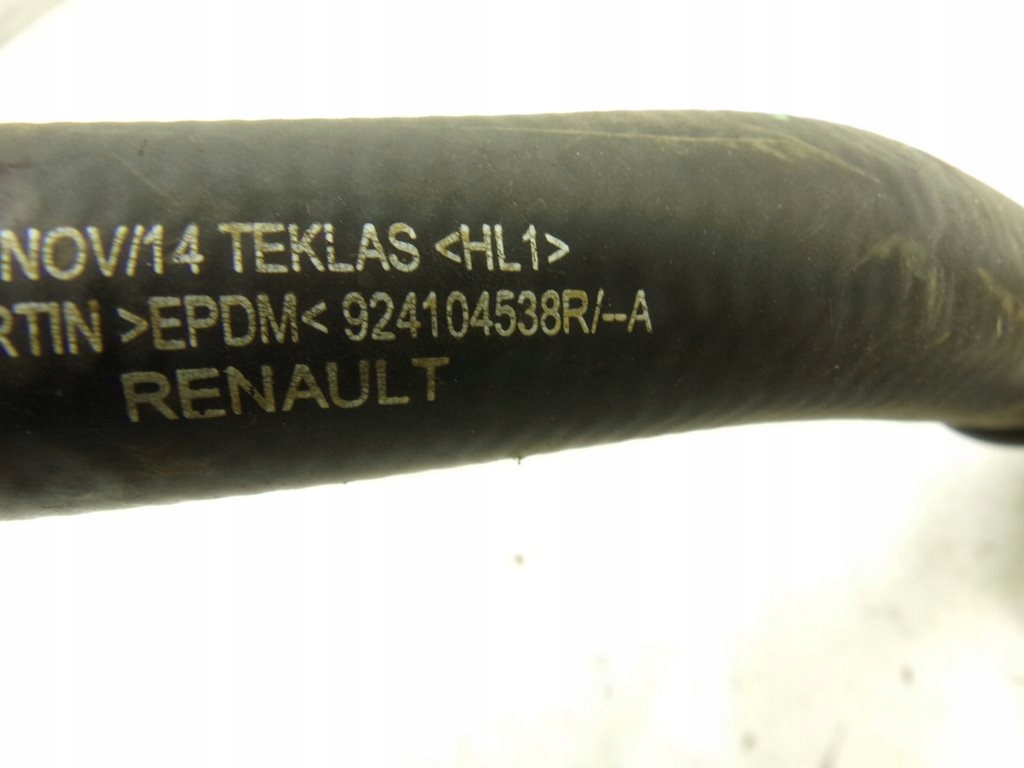 NOV/14 TEKLAS <HL1>
RTIN >EPDM< 924104538R/--A
RENAULT